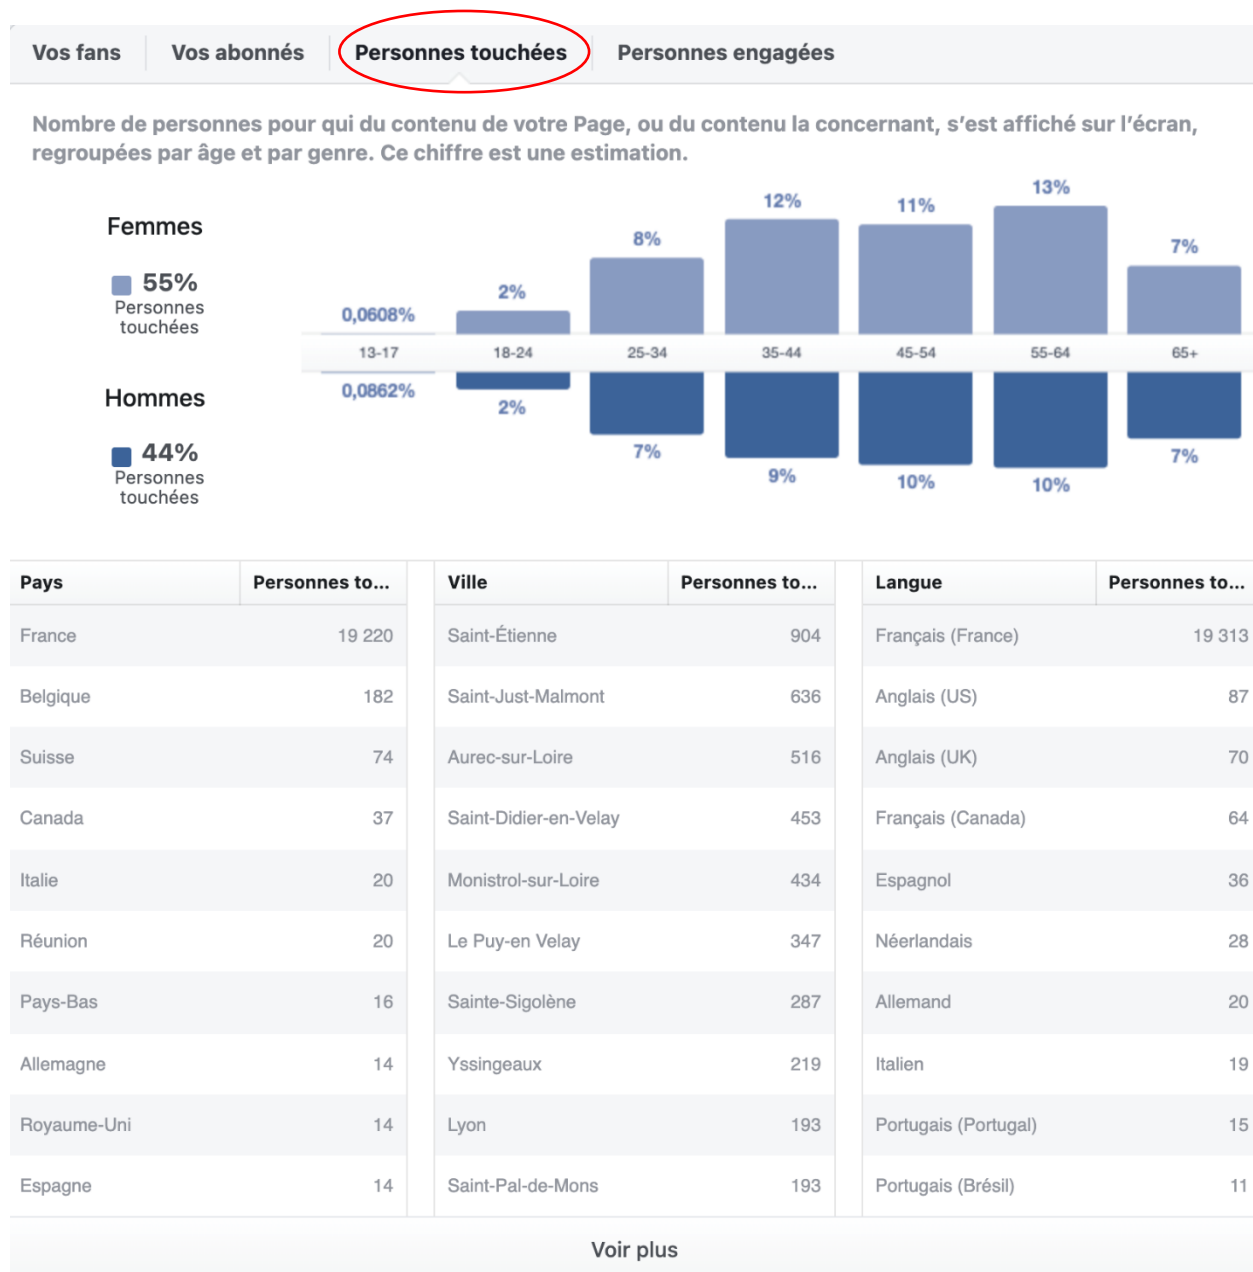 Vos fans Vos abonnés Personnes touchées Personnes engagées
Nombre de personnes pour qui du contenu de votre Page, ou du contenu la concernant, s’est affiché sur l’écran,
regroupées par âge et par genre. Ce chiffre est une estimation.
Femmes
55%
Personnes
touchées
0,0608% 2% 8% 12% 11% 13% 7%
13-17 18-24 25-34 35-44 45-54 55-64 65+
0,0862% 2% 7% 9% 10% 10% 7%
Hommes
44%
Personnes
touchées
Pays Personnes to... Ville Personnes to... Langue Personnes to...
France 19 220 Saint-Étienne 904 Français (France) 19 313
Belgique 182 Saint-Just-Malmont 636 Anglais (US) 87
Suisse 74 Aurec-sur-Loire 516 Anglais (UK) 70
Canada 37 Saint-Didier-en-Velay 453 Français (Canada) 64
Italie 20 Monistrol-sur-Loire 434 Espagnol 36
Réunion 20 Le Puy-en Velay 347 Néerlandais 28
Pays-Bas 16 Sainte-Sigolène 287 Allemand 20
Allemagne 14 Yssingeaux 219 Italien 19
Royaume-Uni 14 Lyon 193 Portugais (Portugal) 15
Espagne 14 Saint-Pal-de-Mons 193 Portugais (Brésil) 11
Voir plus